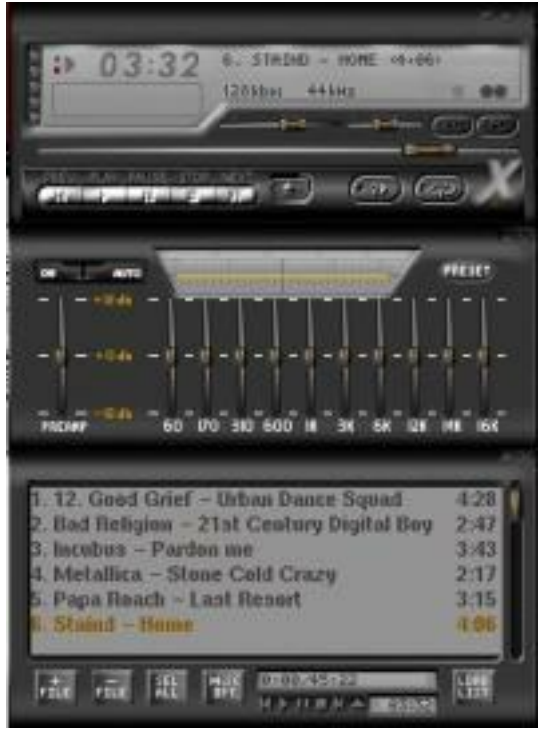 03:32
6. STAIND - HOME <4:06>
128kbps 44kHz
PREV PLAY PAUSE STOP NEXT
X
ON AUTO
PRESET
PREAMP 60 170 310 600 1K 3K 6K 12K 14K 16K
1. 12. Good Grief - Urban Dance Squad 4:28
2. Bad Religion - 21st Century Digital Boy 2:47
3. Incubus - Pardon me 3:43
4. Metallica - Stone Cold Crazy 2:17
5. Papa Roach - Last Resort 3:15
6. Staind - Home 4:06
+ FILE - FILE SEL ALL MISC OPT LOAD LIST